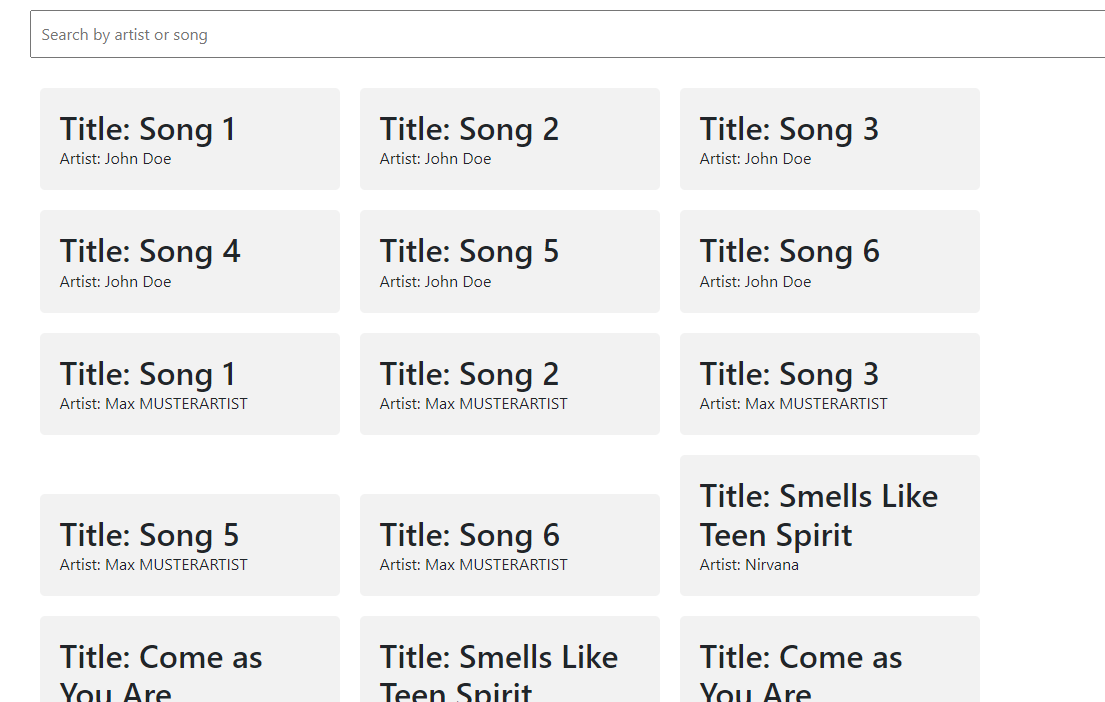 Search by artist or song
Title: Song 1
Artist: John Doe
Title: Song 2
Artist: John Doe
Title: Song 3
Artist: John Doe
Title: Song 4
Artist: John Doe
Title: Song 5
Artist: John Doe
Title: Song 6
Artist: John Doe
Title: Song 1
Artist: Max MUSTERARTIST
Title: Song 2
Artist: Max MUSTERARTIST
Title: Song 3
Artist: Max MUSTERARTIST
Title: Song 5
Artist: Max MUSTERARTIST
Title: Song 6
Artist: Max MUSTERARTIST
Title: Smells Like
Teen Spirit
Artist: Nirvana
Title: Come as
You Are
Title: Smells Like
Teen Spirit
Title: Come as
You Are